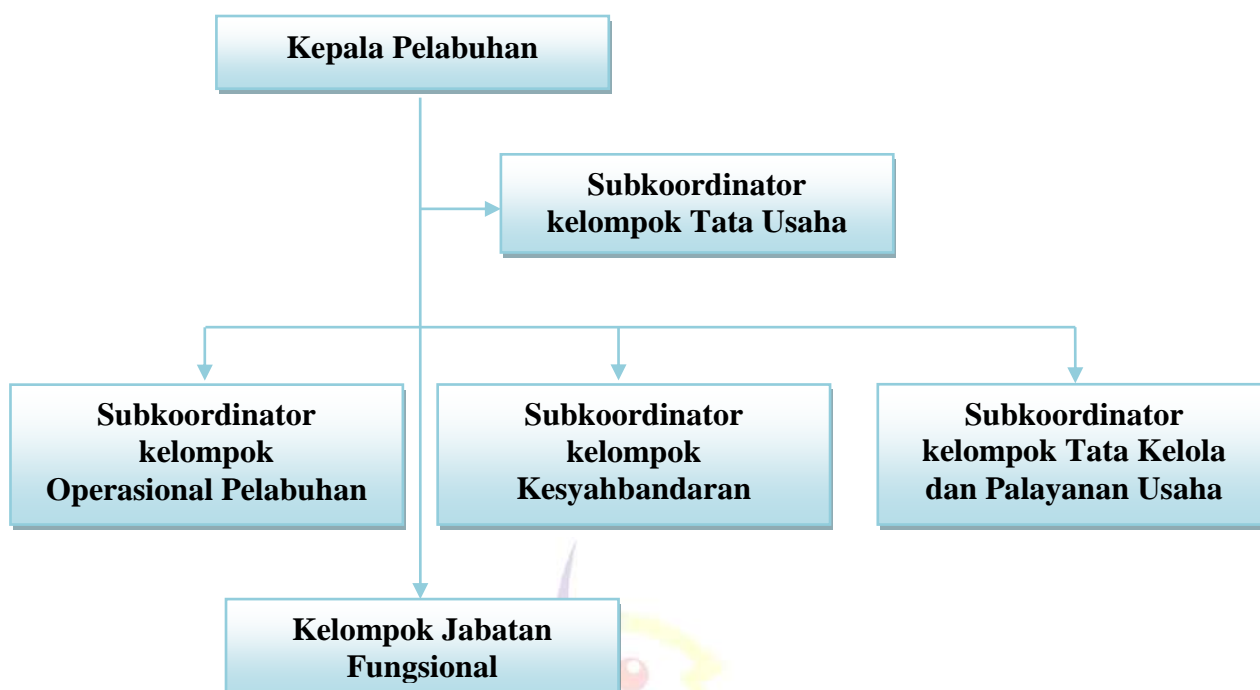 Kepala Pelabuhan
Subkoordinator
kelompok Tata Usaha
Subkoordinator
kelompok
Operasional Pelabuhan
Subkoordinator
kelompok
Kesyahbandaran
Subkoordinator
kelompok Tata Kelola
dan Palayanan Usaha
Kelompok Jabatan
Fungsional